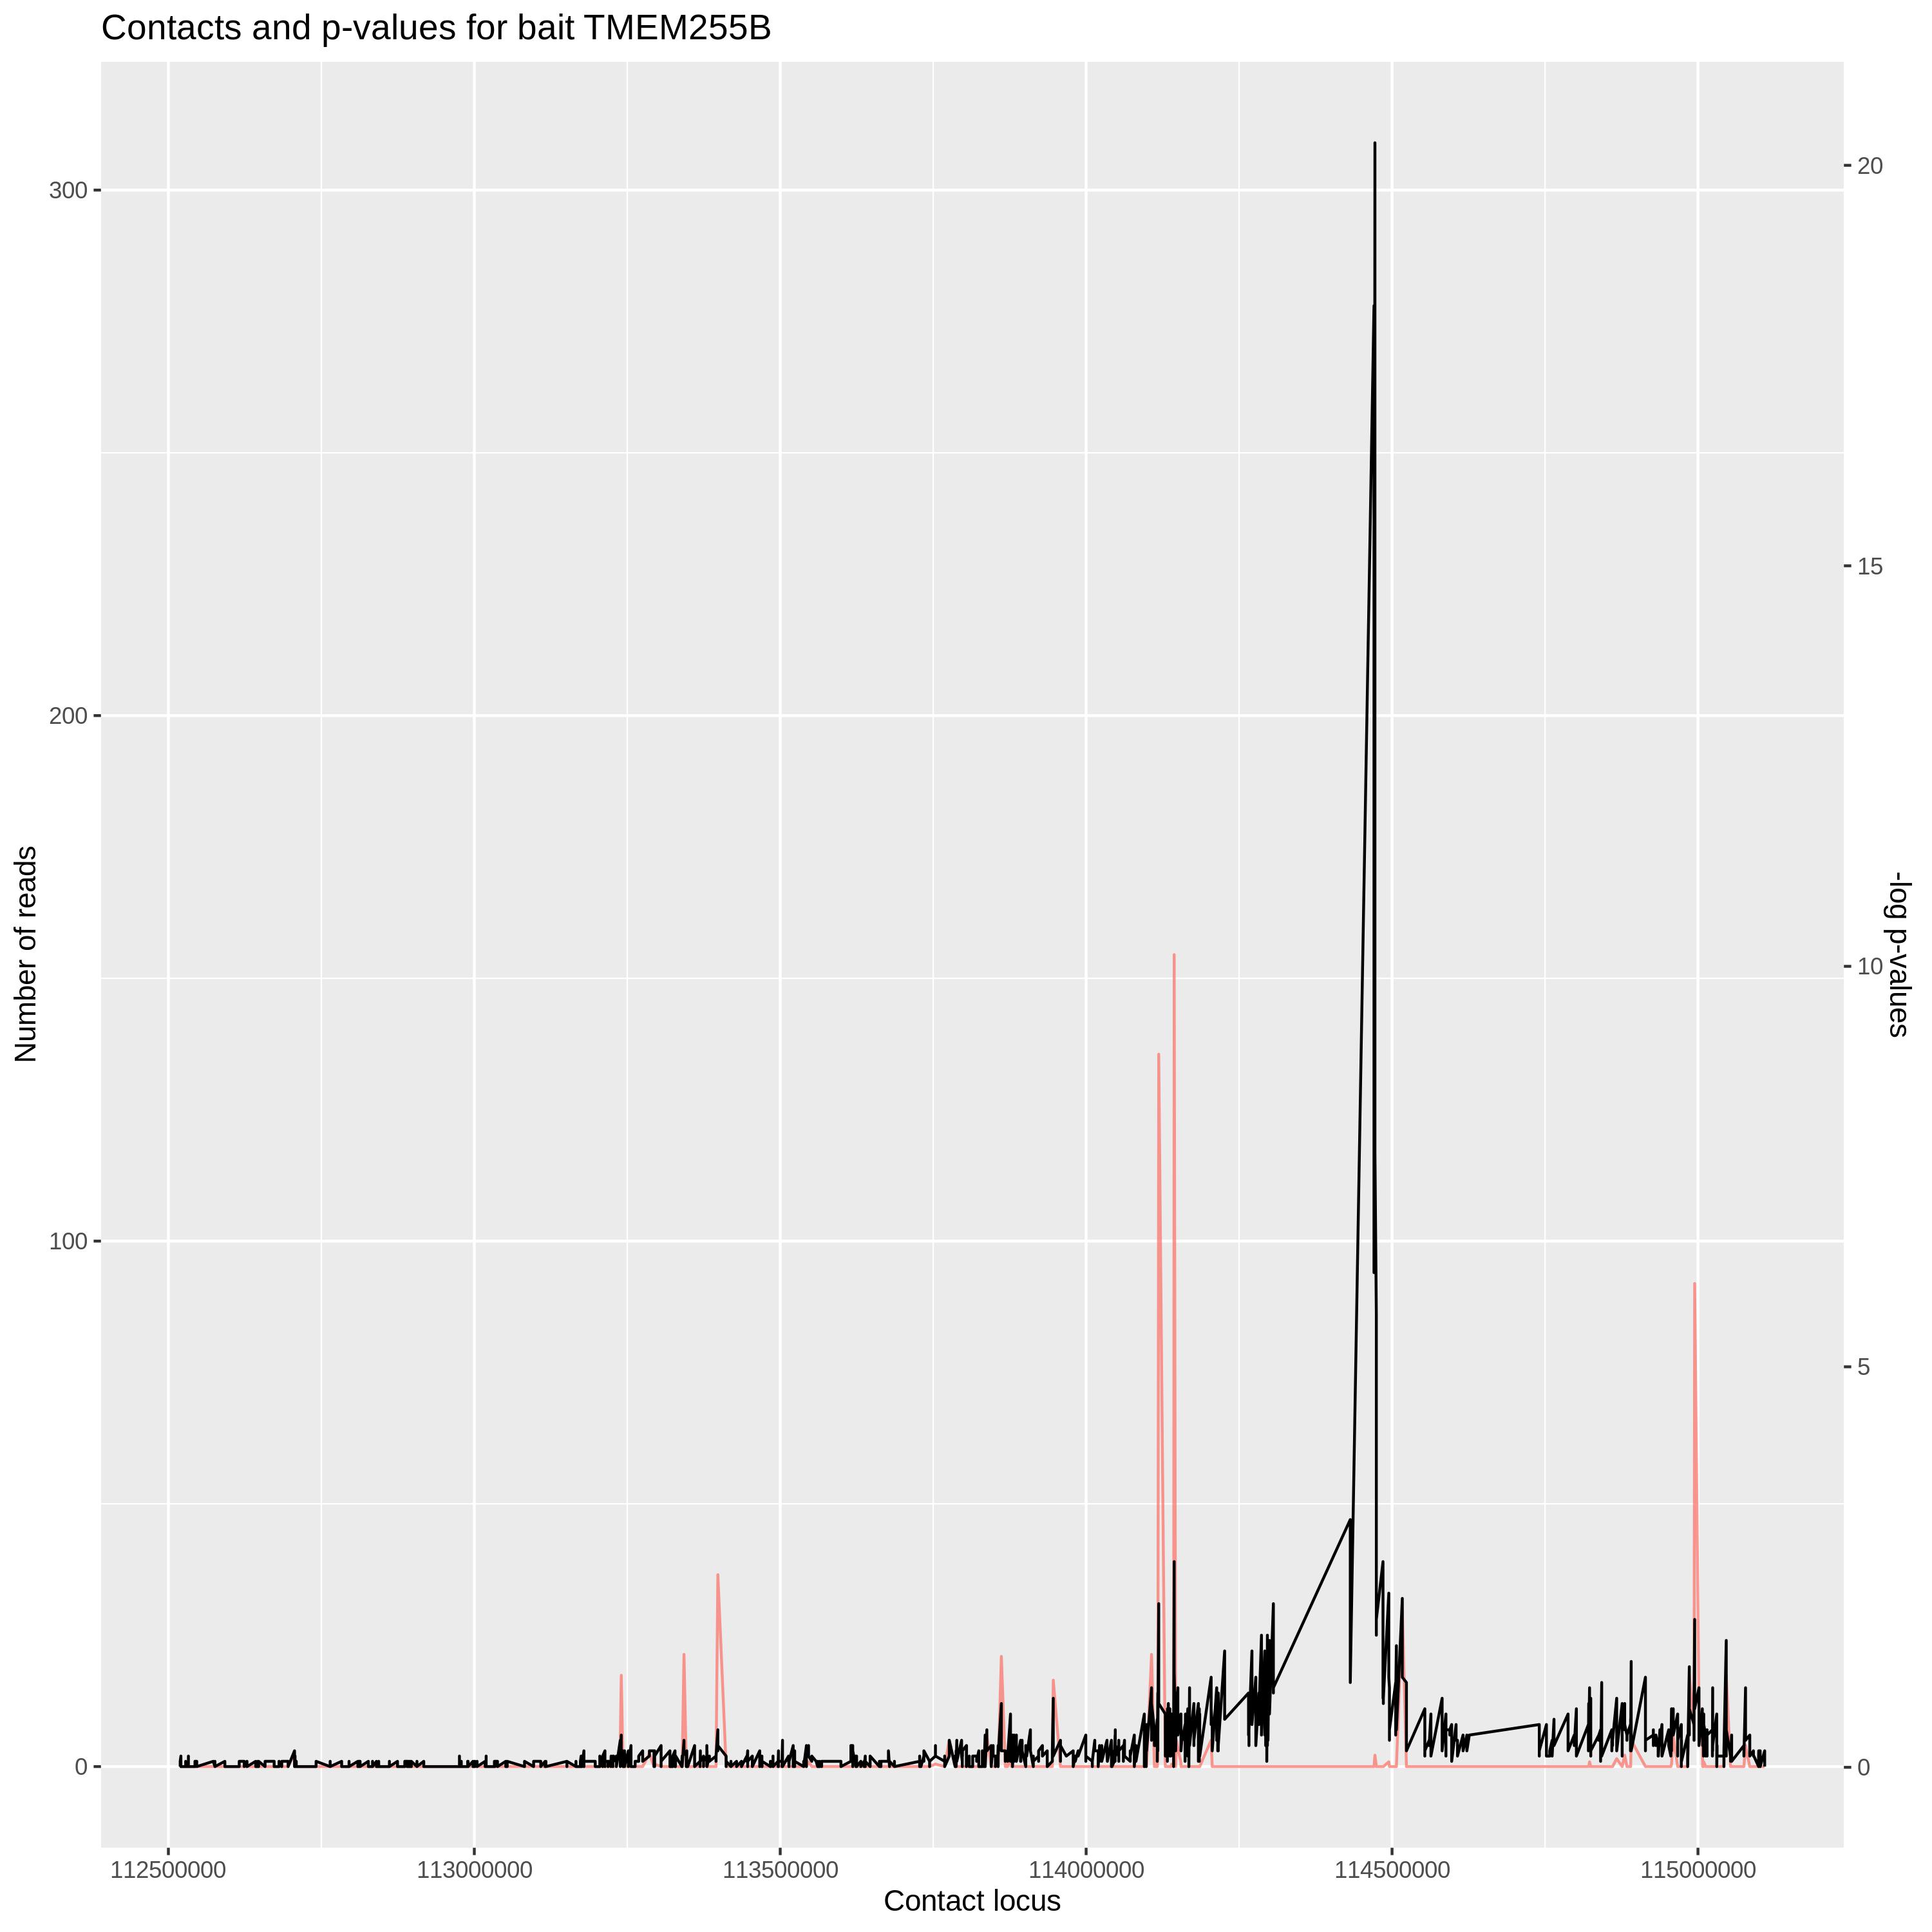 Contacts and p-values for bait TMEM255B
300
200
100
0
Number of reads
20
15
10
5
0
-log p-values
112500000 113000000 113500000 114000000 114500000 115000000
Contact locus